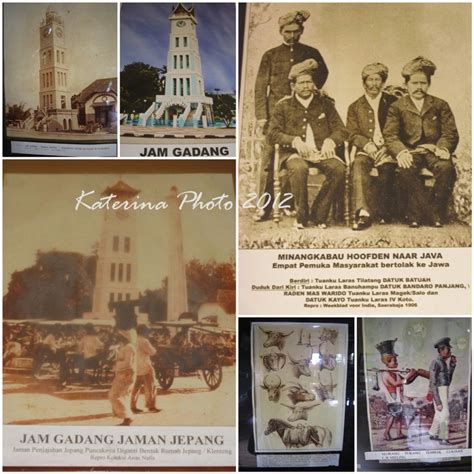 JAM GADANG
Katerina Photo 2012
MINANGKABAU HOOFDEN NAAR JAVA
Empat Pemuka Masyarakat bertolak ke Jawa
Berdiri : Tuanku Laras Tilatang DATUK BATUAH
Duduk Dari Kiri : Tuanku Laras Banuhampu DATUK BANDARO PANJANG,
RADEN MAS WARIDO Tuanku Laras Magek/Salo dan
DATUK KAYO Tuanku Laras IV Koto.
Repro : Weekblad voor Indie, Soerabaja 1906
JAM GADANG JAMAN JEPANG
Jaman Penjajahan Jepang Puncaknya Diganti Bentuk Rumah Jepang / Klenteng
Repro Koleksi Arso Nafis